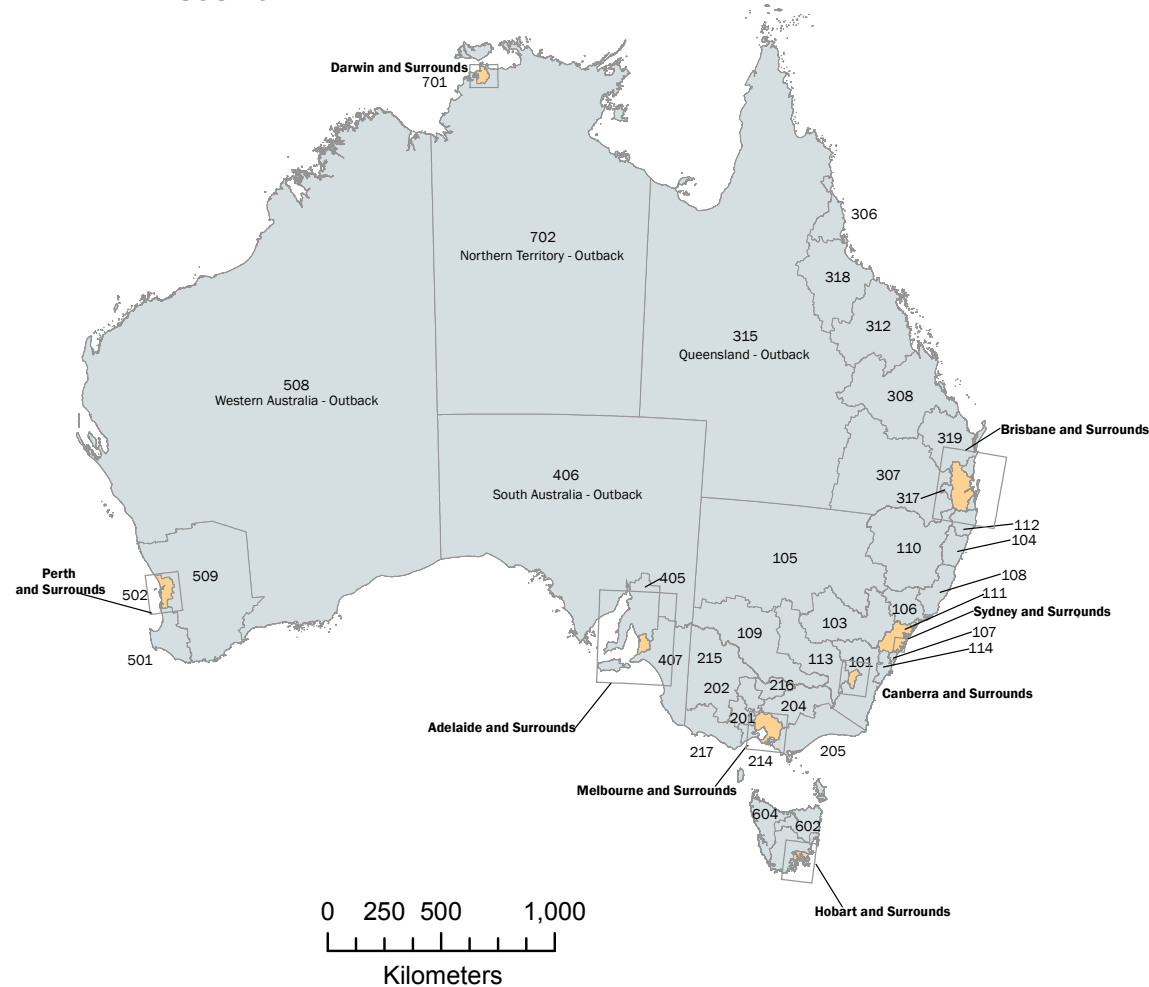 Darwin and Surrounds
701
306
702
Northern Territory - Outback
318
312
315
Queensland - Outback
508
Western Australia - Outback
308
319
Brisbane and Surrounds
406
South Australia - Outback
307
317
112
104
110
105
Perth
and Surrounds
502
509
405
108
111
106
Sydney and Surrounds
103
109
107
114
501
407
215
113
101
202
216
Canberra and Surrounds
204
201
Adelaide and Surrounds
217
214
205
Melbourne and Surrounds
604
602
Hobart and Surrounds
0 250 500 1,000
Kilometers